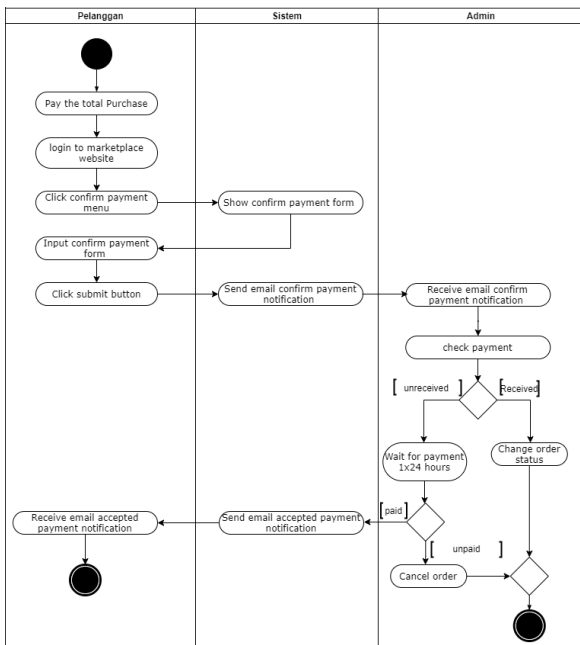 Pelanggan
Sistem
Admin
Pay the total Purchase
login to marketplace
website
Click confirm payment
menu
Show confirm payment form
Input confirm payment
form
Click submit button
Send email confirm payment
notification
Receive email confirm
payment notification
check payment
[ unreceived ]
[Received]
Wait for payment
1x24 hours
Change order
status
[paid]
Send email accepted payment
notification
Receive email accepted
payment notification
[ unpaid ]
Cancel order